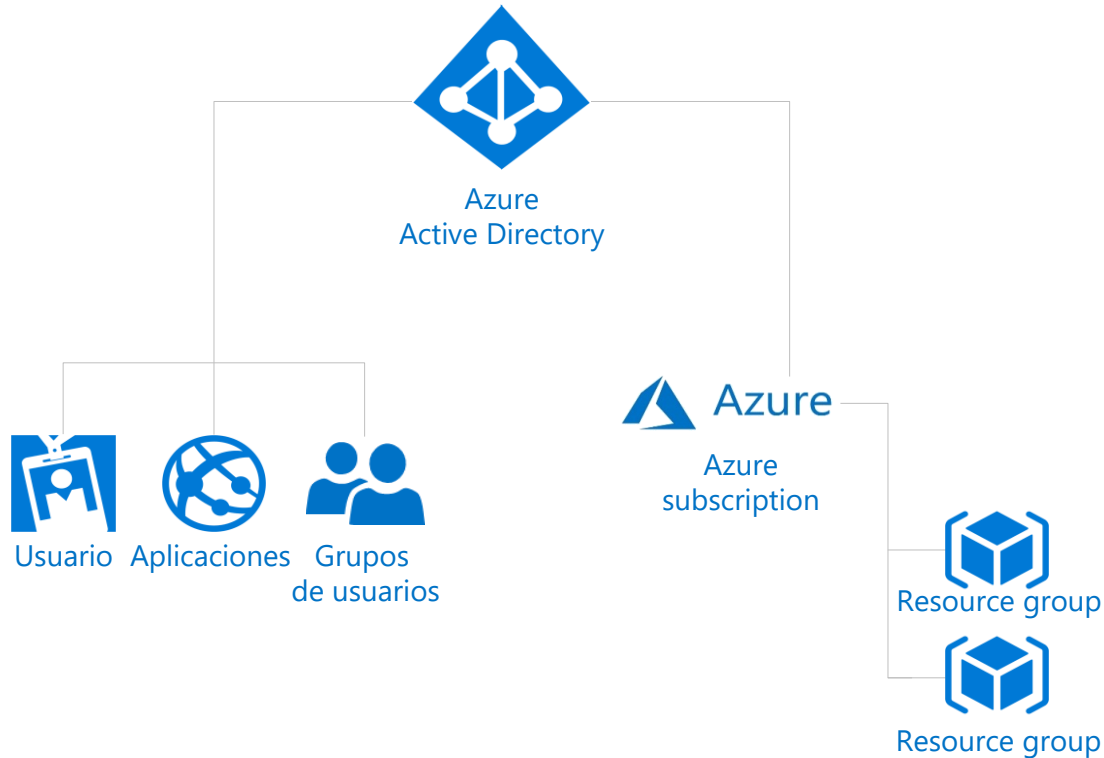 Azure
Active Directory
Azure
Azure
subscription
Usuario
Aplicaciones
Grupos
de usuarios
Resource group
Resource group